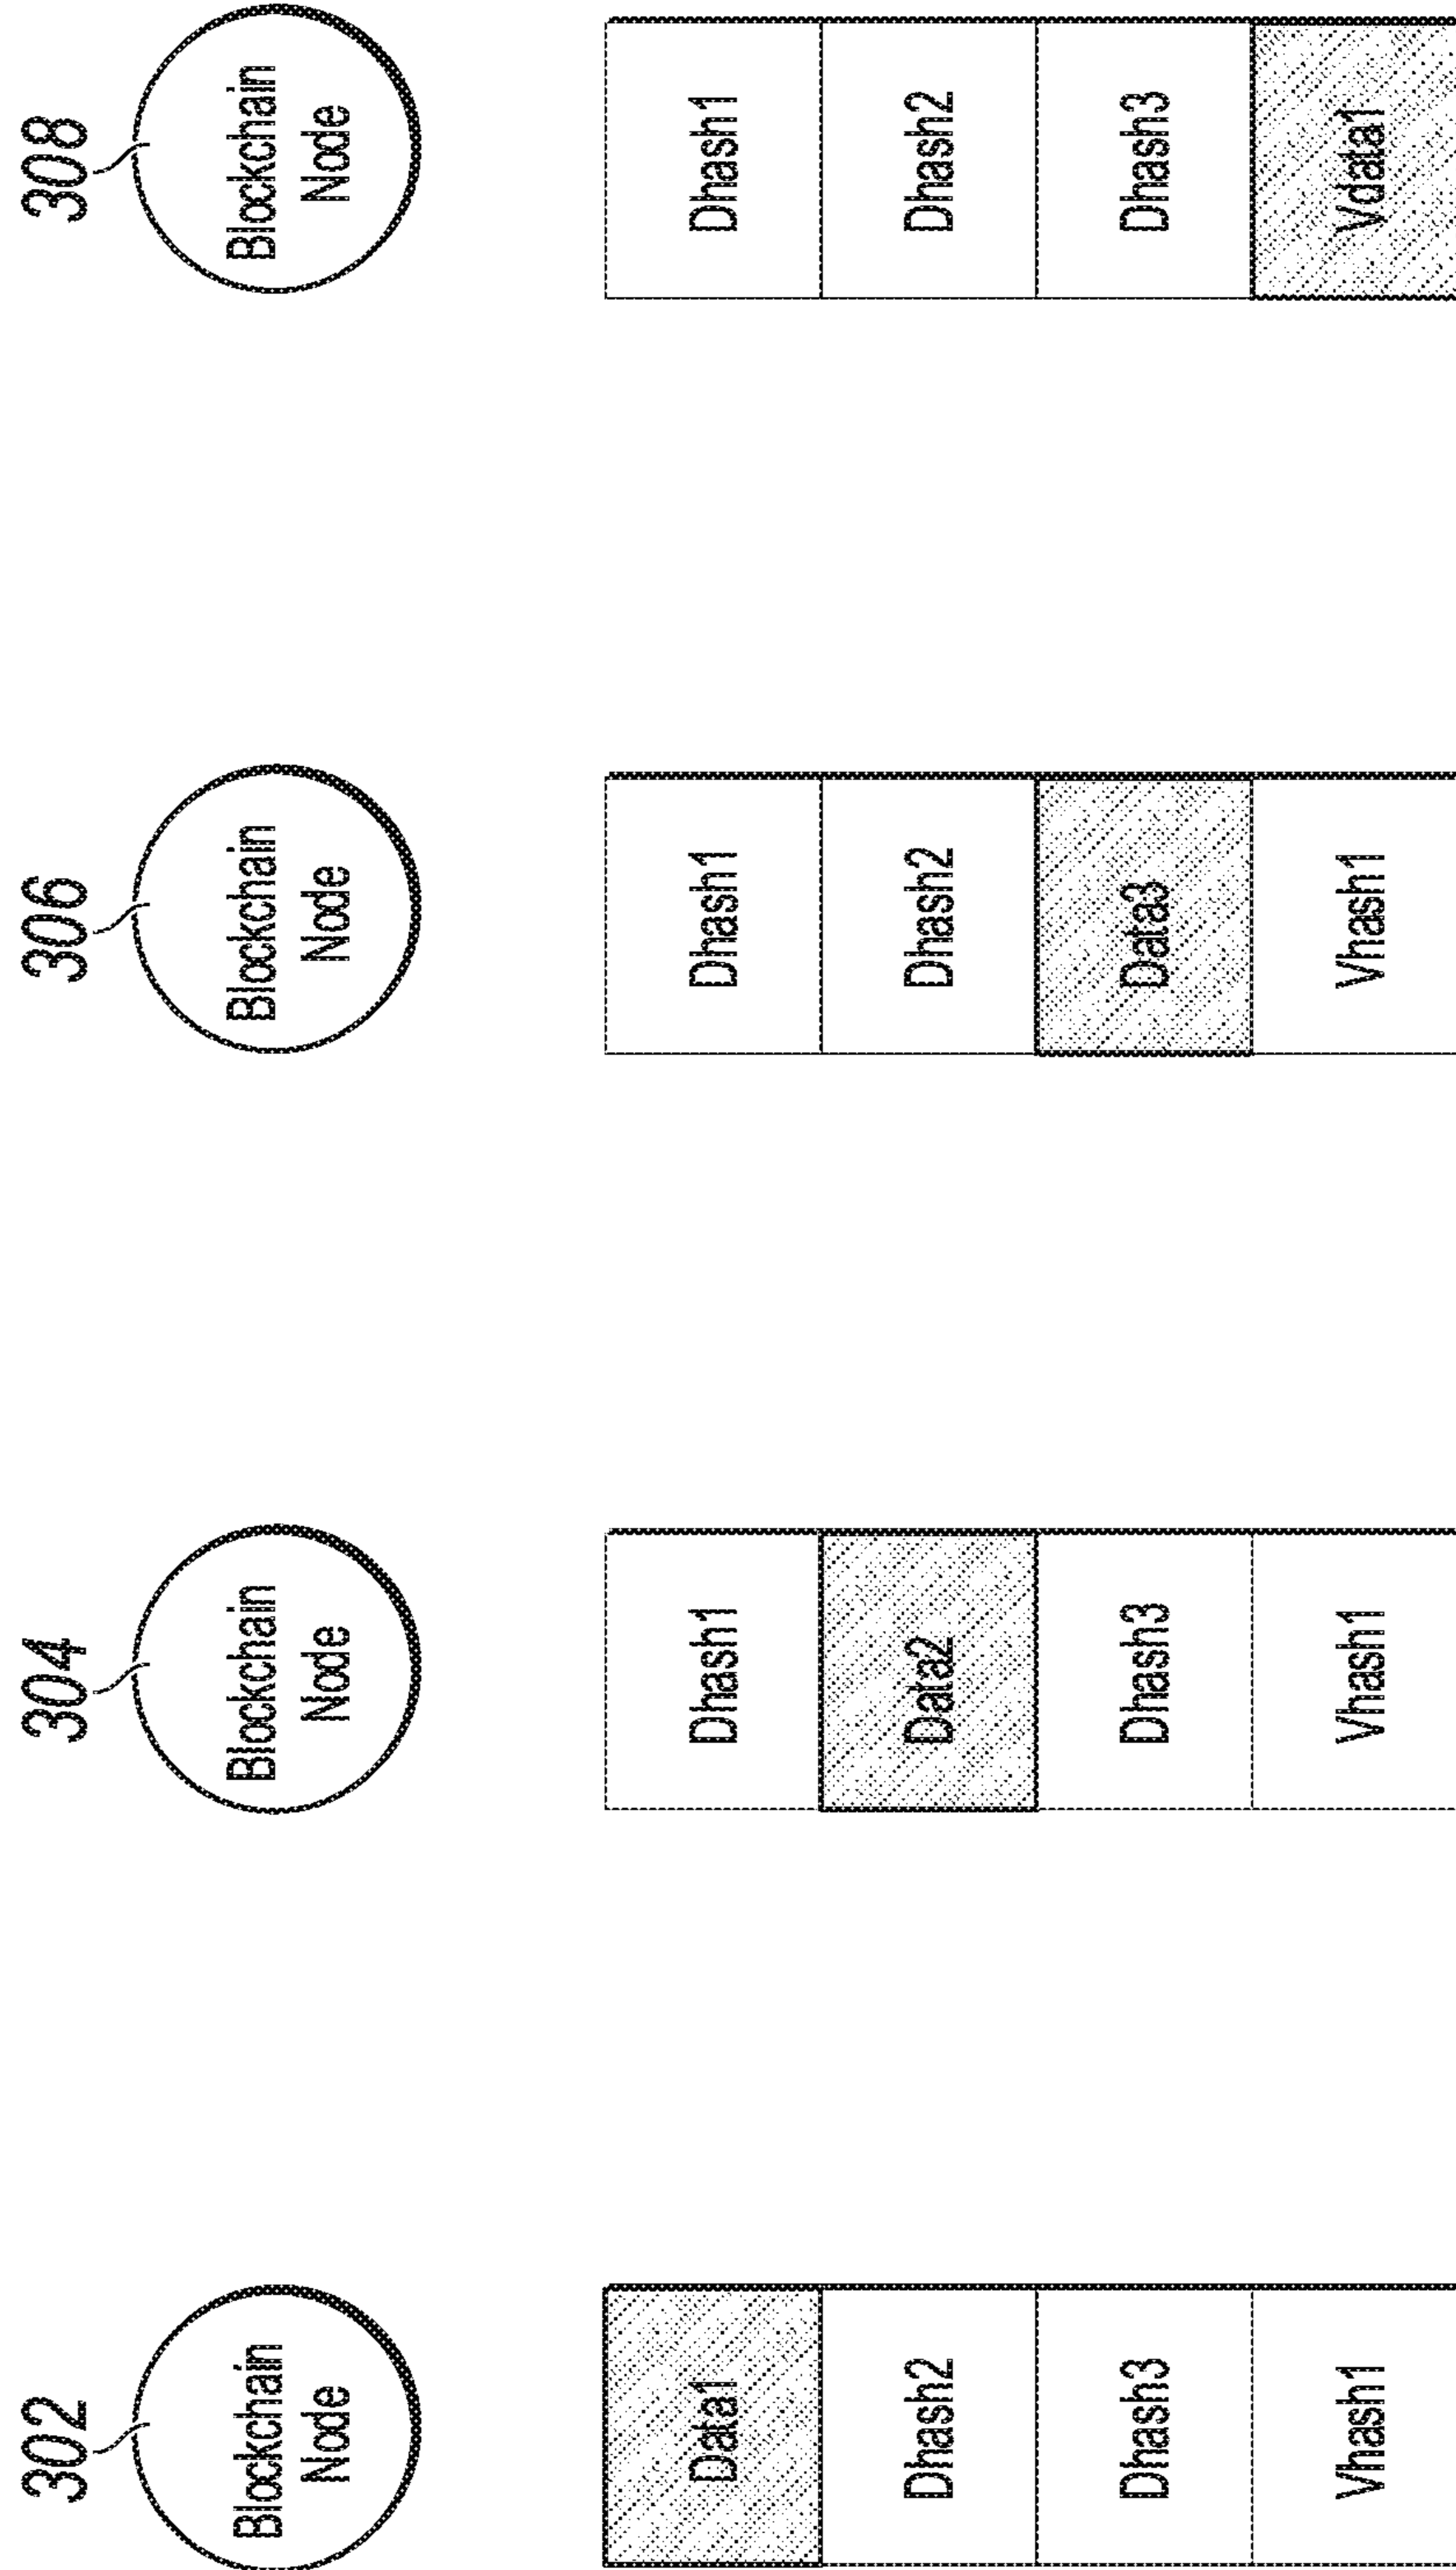 302
304
306
308
Blockchain
Node
Blockchain
Node
Blockchain
Node
Blockchain
Node
Data1
Dhash1
Dhash1
Dhash1
Dhash2
Data2
Dhash2
Dhash2
Dhash3
Dhash3
Data3
Dhash3
Vhash1
Vhash1
Vhash1
Vdata1